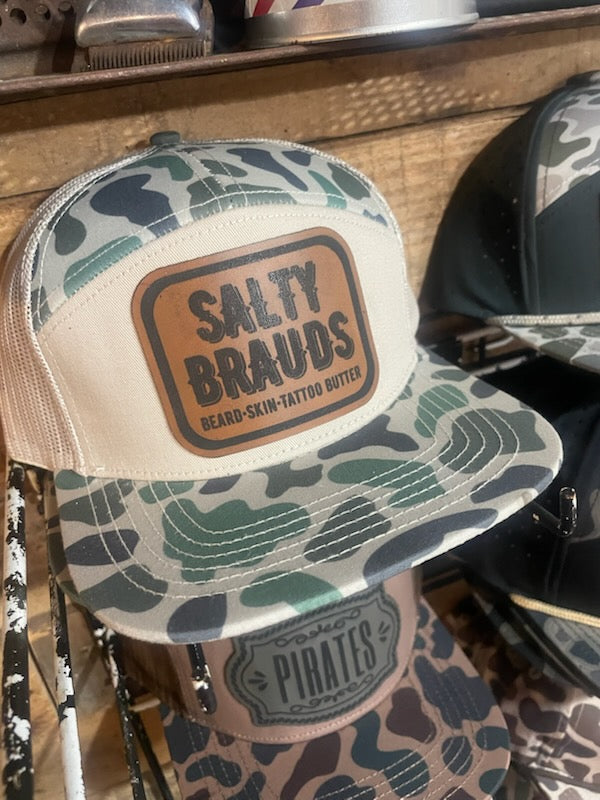 SALTY
BRAUDS
BEARD-SKIN-TATTOO BUTTER
PIRATES